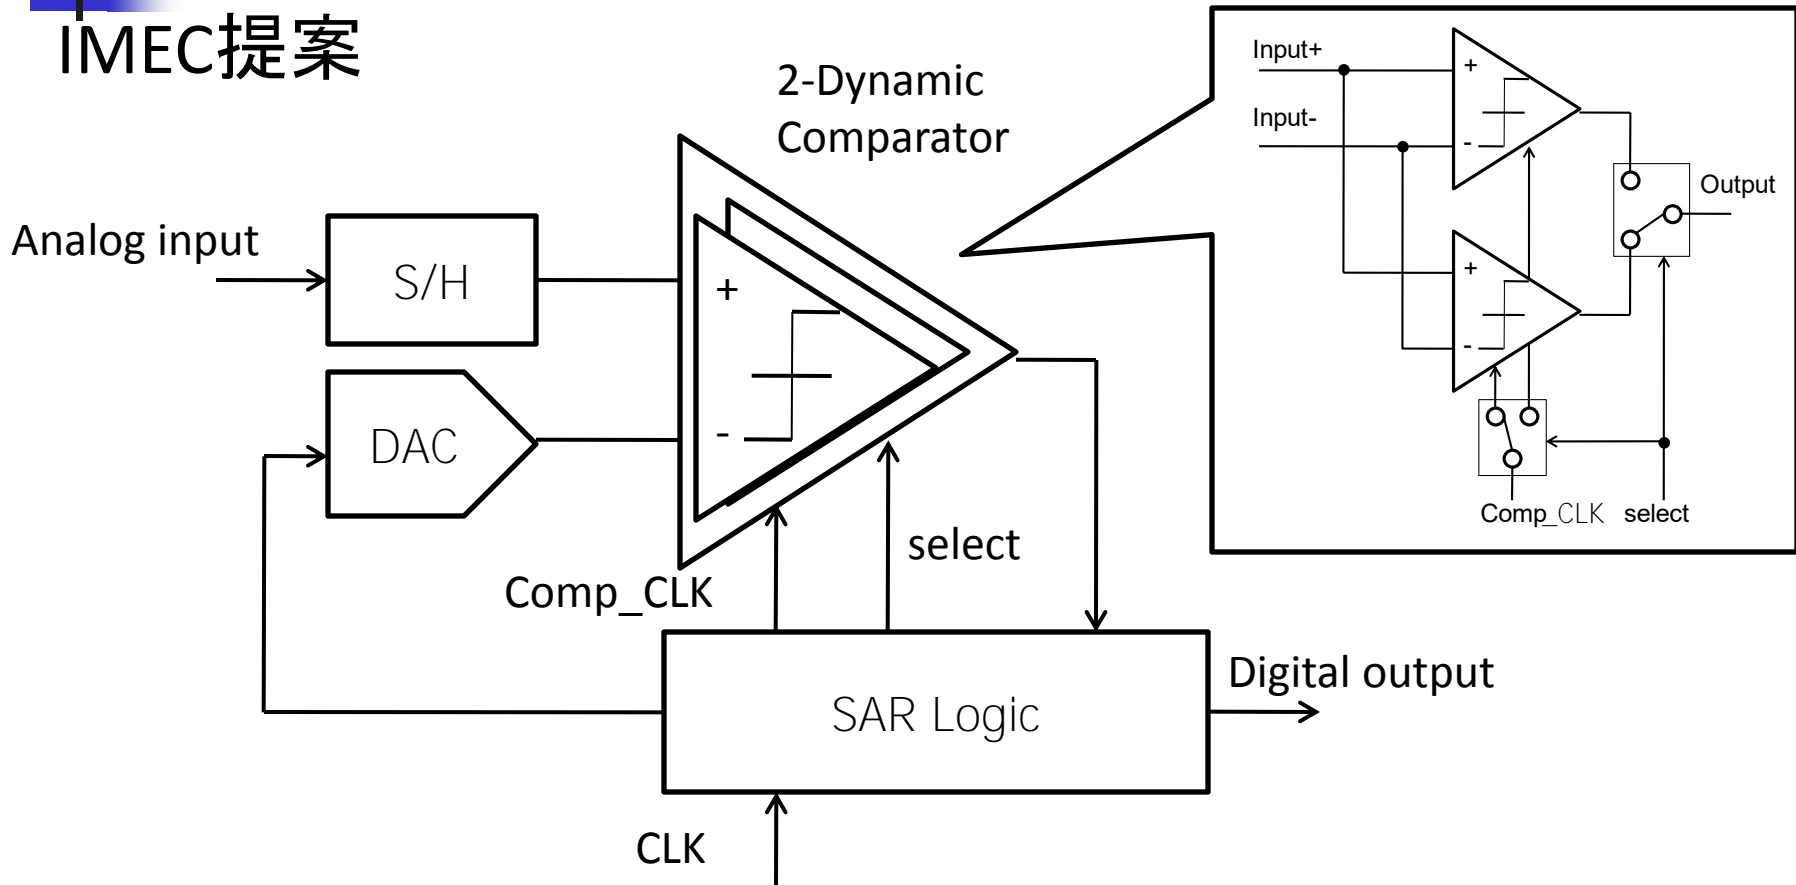 IMEC提案
2-Dynamic
Comparator
Analog input
S/H
DAC
+
-
Comp_CLK
select
SAR Logic
Digital output
CLK
Input+
Input-
+
-
+
-
Output
Comp_CLK
select